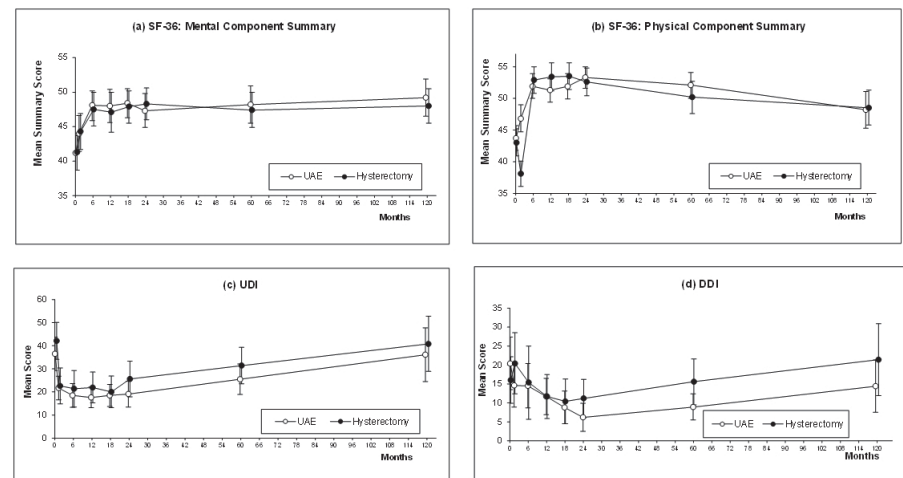 (a) SF-36: Mental Component Summary
Mean Summary Score
55
50
45
40
35
0 6 12 18 24 30 36 42 48 54 60 66 72 78 84 90 96 102 108 114 120
UAE Hysterectomy
Months
(b) SF-36: Physical Component Summary
Mean Summary Score
55
50
45
40
35
0 6 12 18 24 30 36 42 48 54 60 66 72 78 84 90 96 102 108 114 120
UAE Hysterectomy
Months
(c) UDI
Mean Score
60
50
40
30
20
10
0
0 6 12 18 24 30 36 42 48 54 60 66 72 78 84 90 96 102 108 114 120
UAE Hysterectomy
Months
(d) DDI
Mean Score
35
30
25
20
15
10
5
0
0 6 12 18 24 30 36 42 48 54 60 66 72 78 84 90 96 102 108 114 120
UAE Hysterectomy
Months